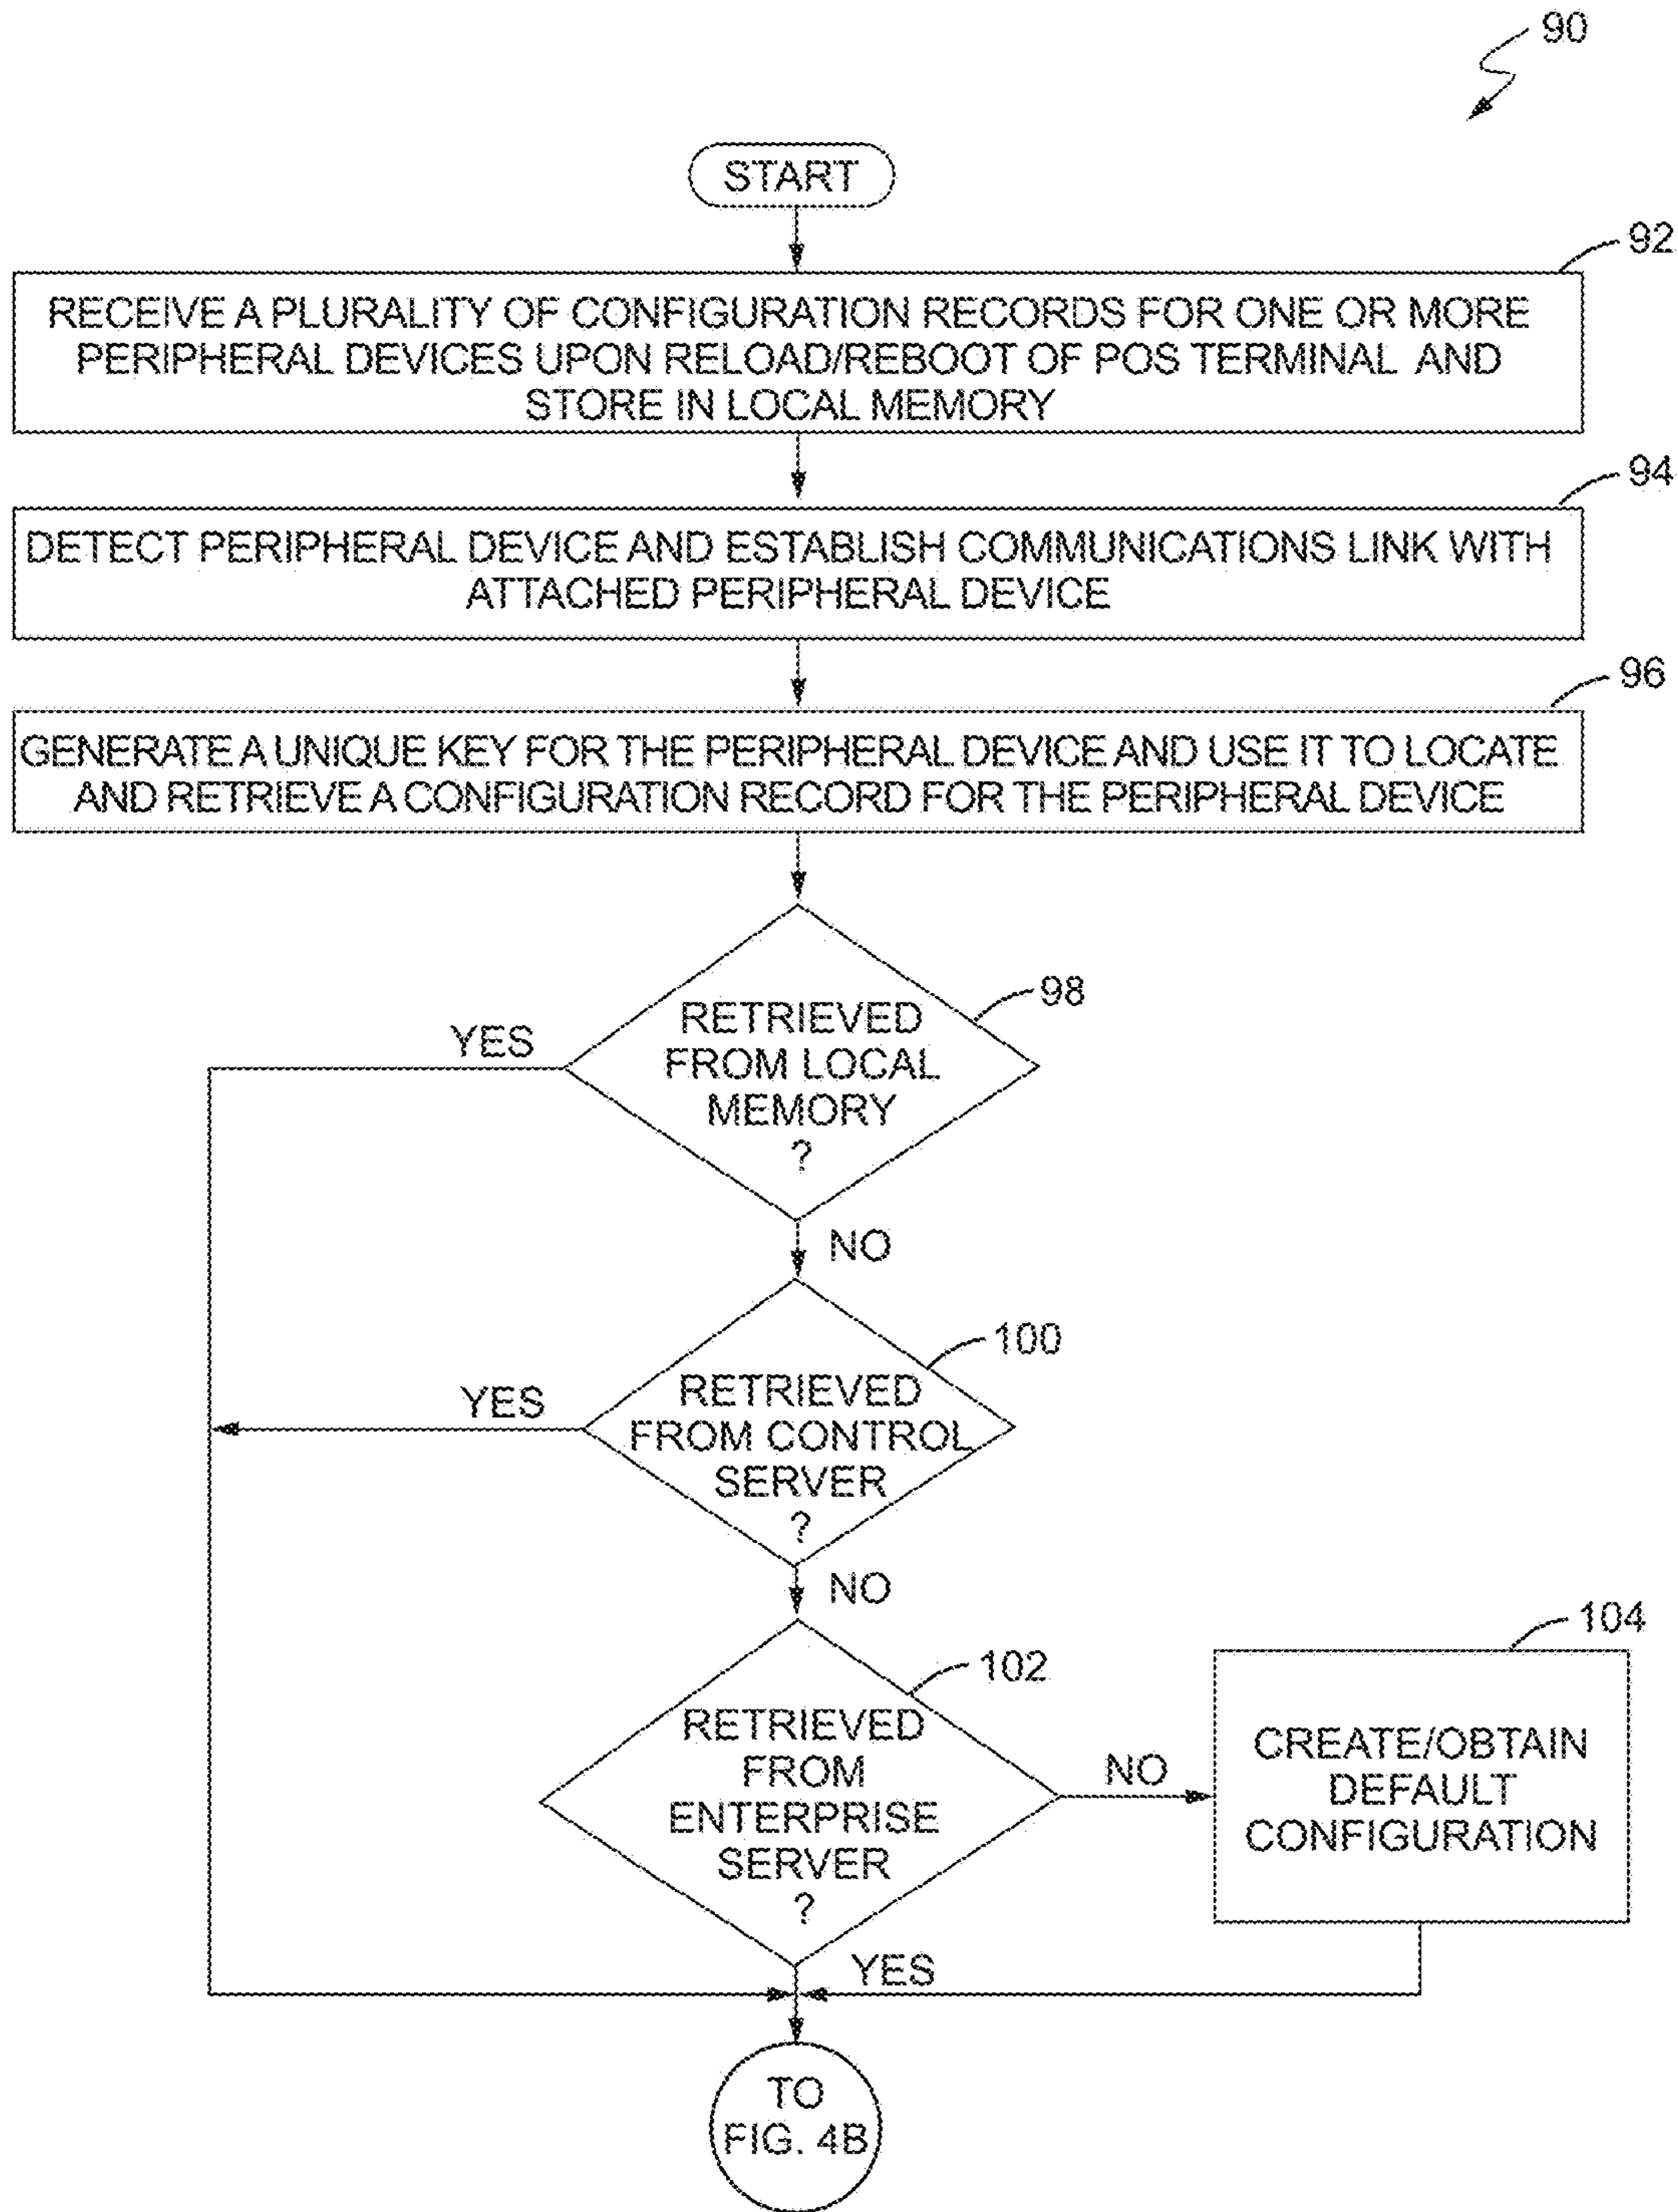 90
START
92
RECEIVE A PLURALITY OF CONFIGURATION RECORDS FOR ONE OR MORE
PERIPHERAL DEVICES UPON RELOAD/REBOOT OF POS TERMINAL AND
STORE IN LOCAL MEMORY
94
DETECT PERIPHERAL DEVICE AND ESTABLISH COMMUNICATIONS LINK WITH
ATTACHED PERIPHERAL DEVICE
96
GENERATE A UNIQUE KEY FOR THE PERIPHERAL DEVICE AND USE IT TO LOCATE
AND RETRIEVE A CONFIGURATION RECORD FOR THE PERIPHERAL DEVICE
98
RETRIEVED
FROM LOCAL
MEMORY
?
YES
NO
100
RETRIEVED
FROM CONTROL
SERVER
?
YES
NO
102
RETRIEVED
FROM
ENTERPRISE
SERVER
?
NO
104
CREATE/OBTAIN
DEFAULT
CONFIGURATION
YES
TO
FIG. 4B